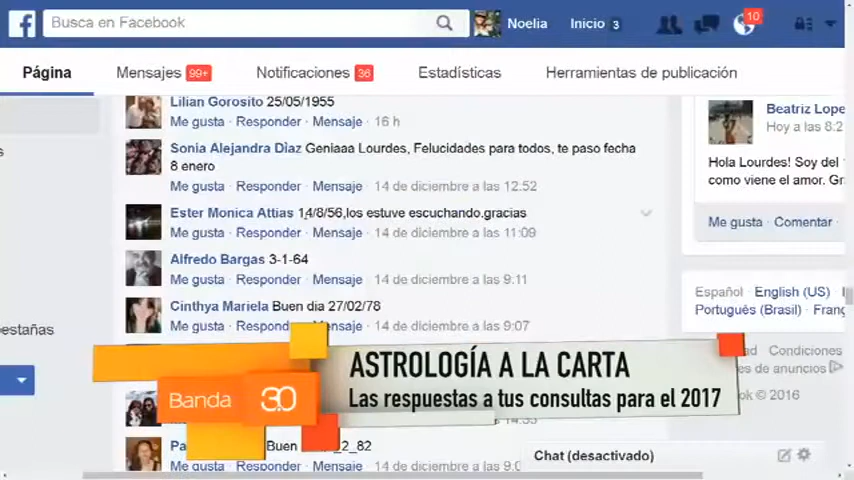 Busca en Facebook
Noelia
Inicio 3
10
Página
Mensajes 99+
Notificaciones 36
Estadísticas
Herramientas de publicación
Lilian Gorosito 25/05/1955
Me gusta · Responder · Mensaje · 16 h
Sonia Alejandra Diaz Geniaaa Lourdes, Felucidades para todos, te paso fecha
8 enero
Me gusta · Responder · Mensaje · 14 de diciembre a las 12:52
Ester Monica Attias 14/8/56,los estuve escuchando.gracias
Me gusta · Responder · Mensaje · 14 de diciembre a las 11:09
Alfredo Bargas 3-1-64
Me gusta · Responder · Mensaje · 14 de diciembre a las 9:11
Cinthya Mariela Buen dia 27/02/78
Me gusta · Responder · Mensaje · 14 de diciembre a las 9:07
Buen
_2_82
Me gusta · Responder · Mensaje · 14 de diciembre a las 9:0
estañas
Beatriz Lope
Hoy a las 8:2
Hola Lourdes! Soy del
como viene el amor. Gr
Me gusta · Comentar ·
Español · English (US) ·
Português (Brasil) · Franç
Condiciones
de anuncios
ok © 2016
Chat (desactivado)
Banda 3.0
ASTROLOGÍA A LA CARTA
Las respuestas a tus consultas para el 2017